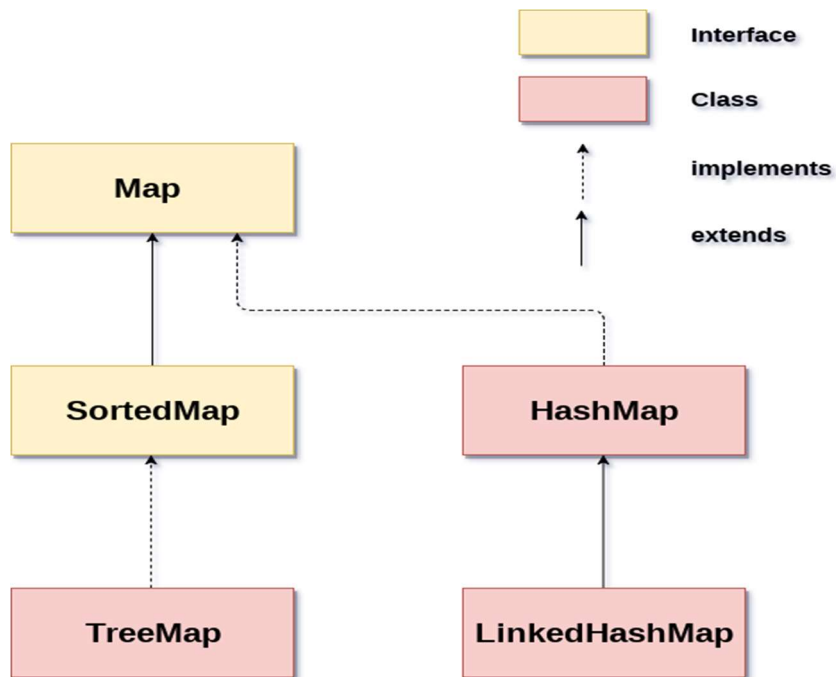 Interface
Class
implements
extends
Map
SortedMap
HashMap
TreeMap
LinkedHashMap